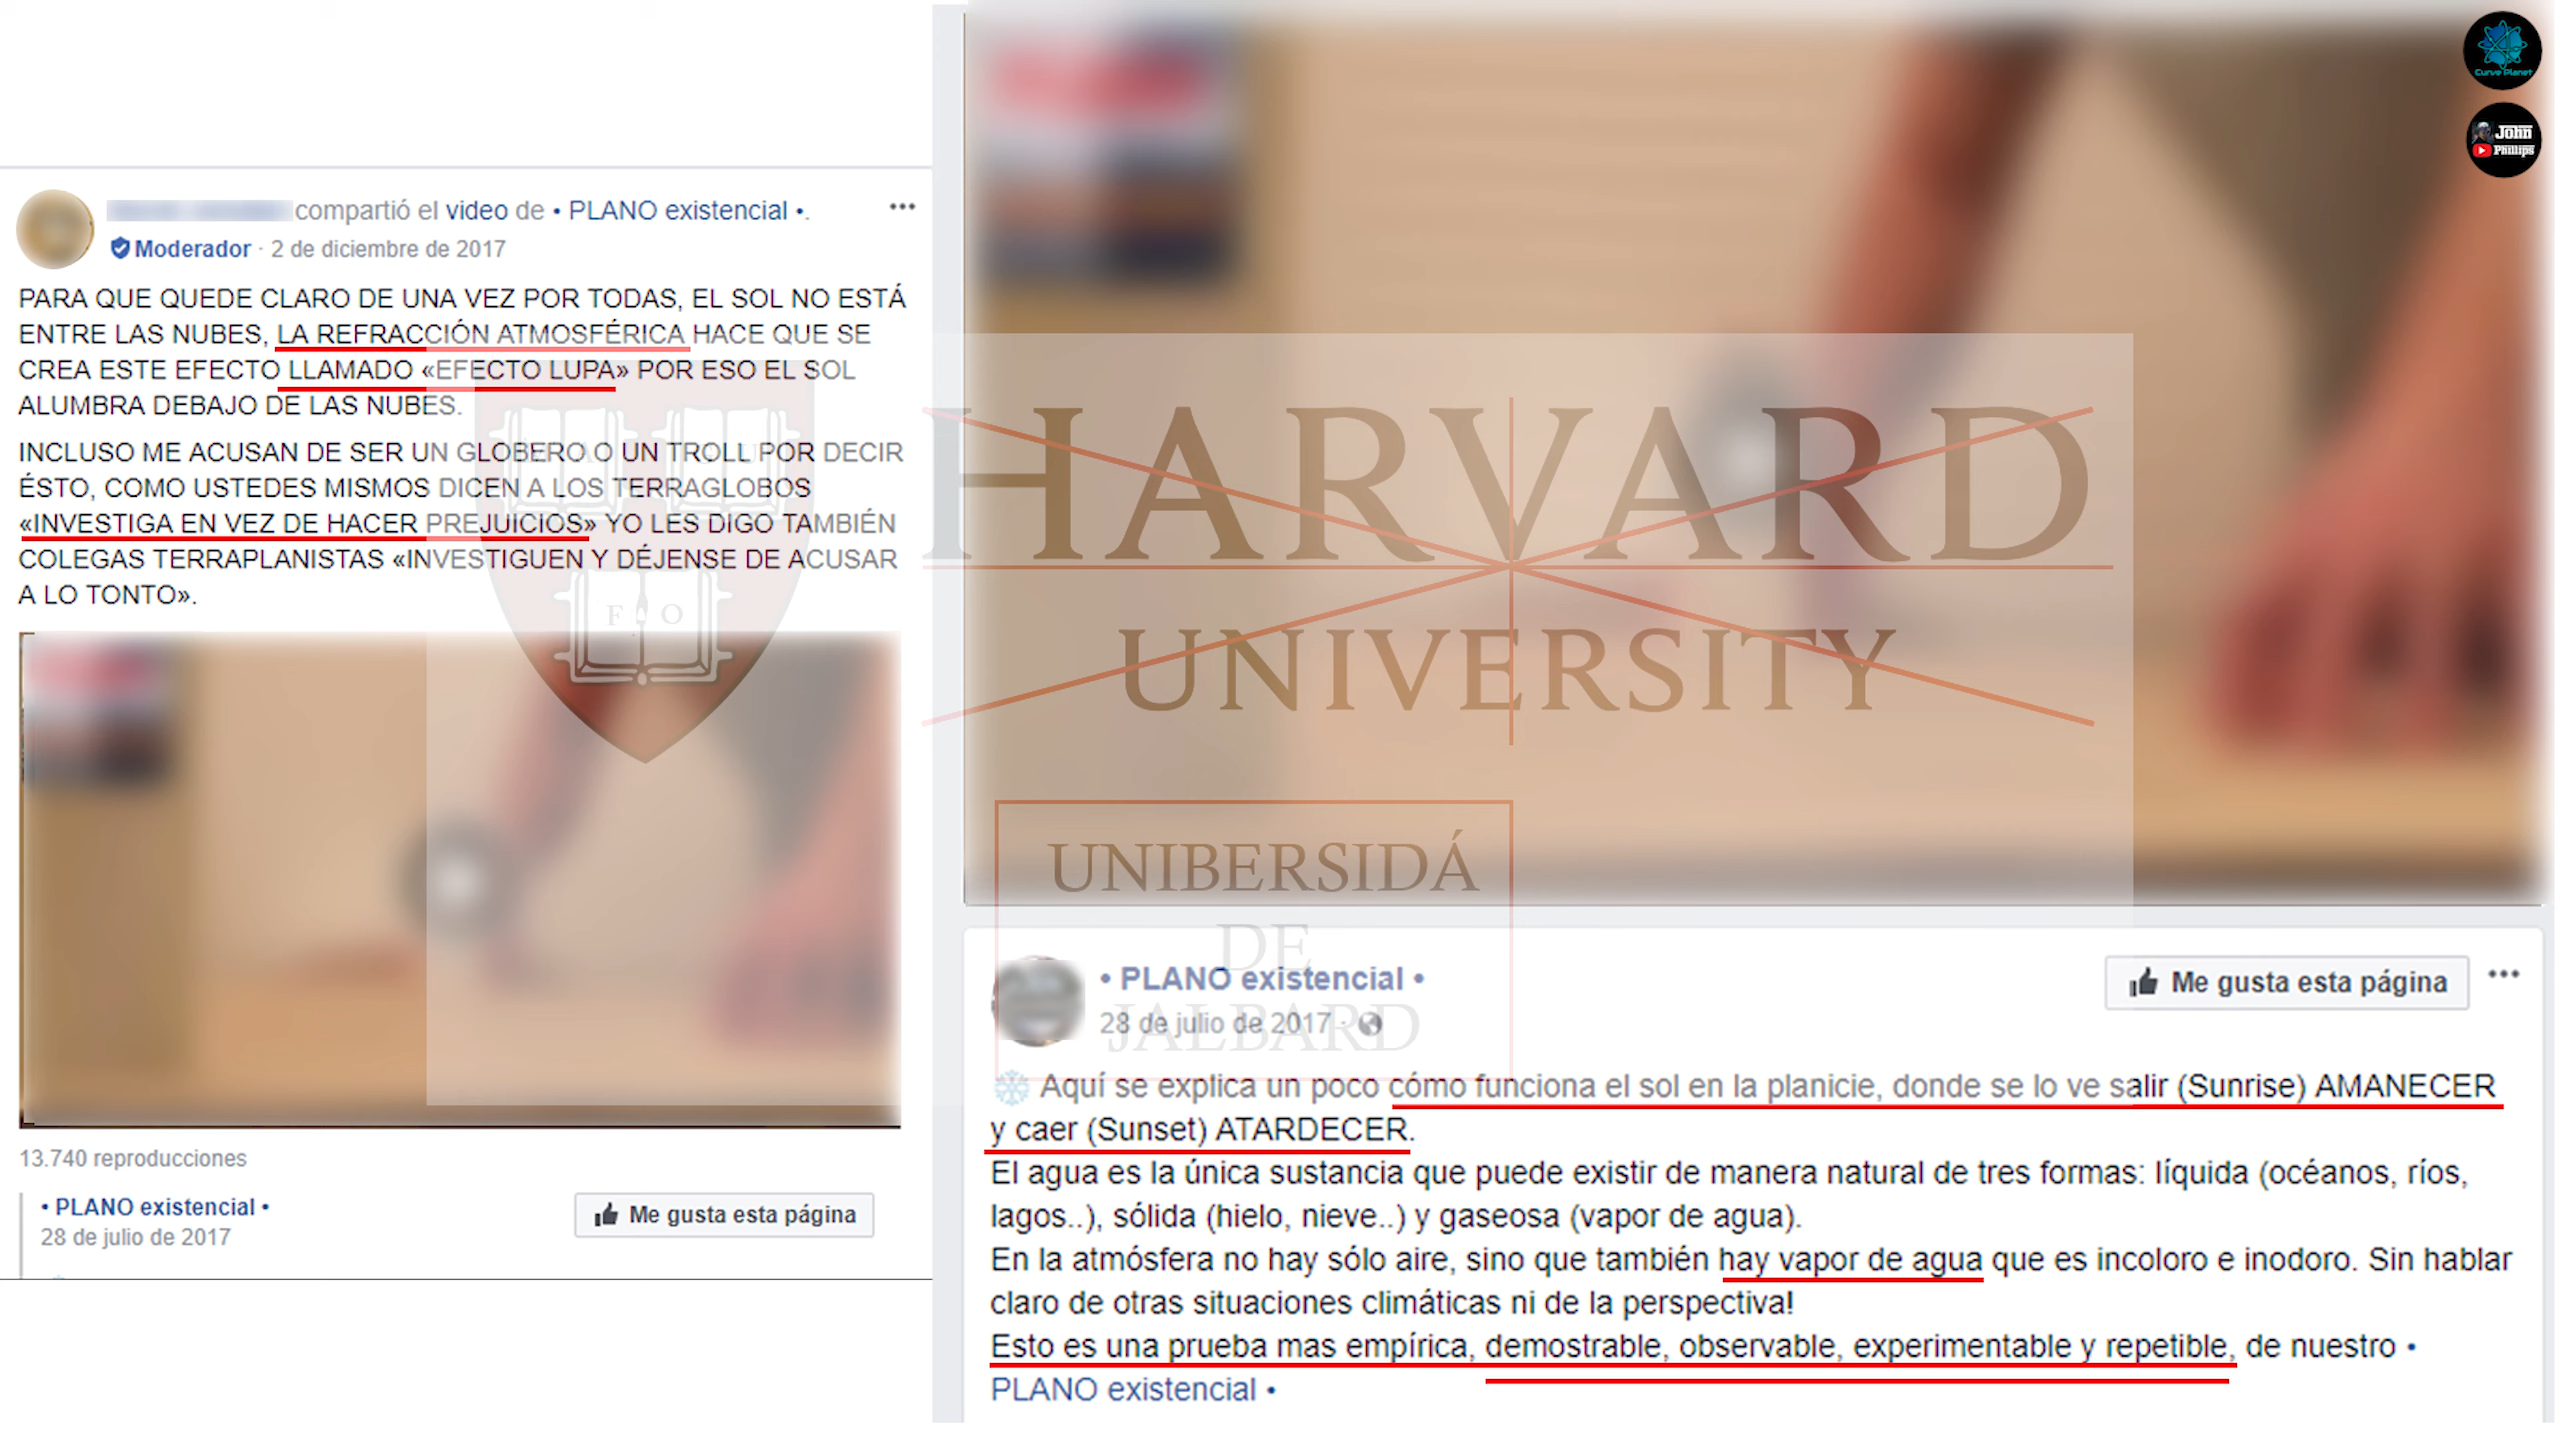 compartió el video de • PLANO existencial •.
Moderador · 2 de diciembre de 2017
PARA QUE QUEDE CLARO DE UNA VEZ POR TODAS, EL SOL NO ESTÁ
ENTRE LAS NUBES, LA REFRACCIÓN ATMOSFÉRICA HACE QUE SE
CREA ESTE EFECTO LLAMADO «EFECTO LUPA» POR ESO EL SOL
ALUMBRA DEBAJO DE LAS NUBES.
INCLUSO ME ACUSAN DE SER UN GLOBERO O UN TROLL POR DECIR
ÉSTO, COMO USTEDES MISMOS DICEN A LOS TERRAGLOBOS
«INVESTIGA EN VEZ DE HACER PREJUICIOS» YO LES DIGO TAMBIÉN
COLEGAS TERRAPLANISTAS «INVESTIGUEN Y DÉJENSE DE ACUSAR
A LO TONTO».
13.740 reproducciones
• PLANO existencial •
28 de julio de 2017
Me gusta esta página
Curve Planet
John
Phillips
HARVARD
UNIVERSITY
UNIBERSIDÁ
DE
JALBARD
• PLANO existencial •
28 de julio de 2017 ·
Me gusta esta página
Aquí se explica un poco cómo funciona el sol en la planicie, donde se lo ve salir (Sunrise) AMANECER
y caer (Sunset) ATARDECER.
El agua es la única sustancia que puede existir de manera natural de tres formas: líquida (océanos, ríos,
lagos..), sólida (hielo, nieve..) y gaseosa (vapor de agua).
En la atmósfera no hay sólo aire, sino que también hay vapor de agua que es incoloro e inodoro. Sin hablar
claro de otras situaciones climáticas ni de la perspectiva!
Esto es una prueba mas empírica, demostrable, observable, experimentable y repetible, de nuestro •
PLANO existencial •